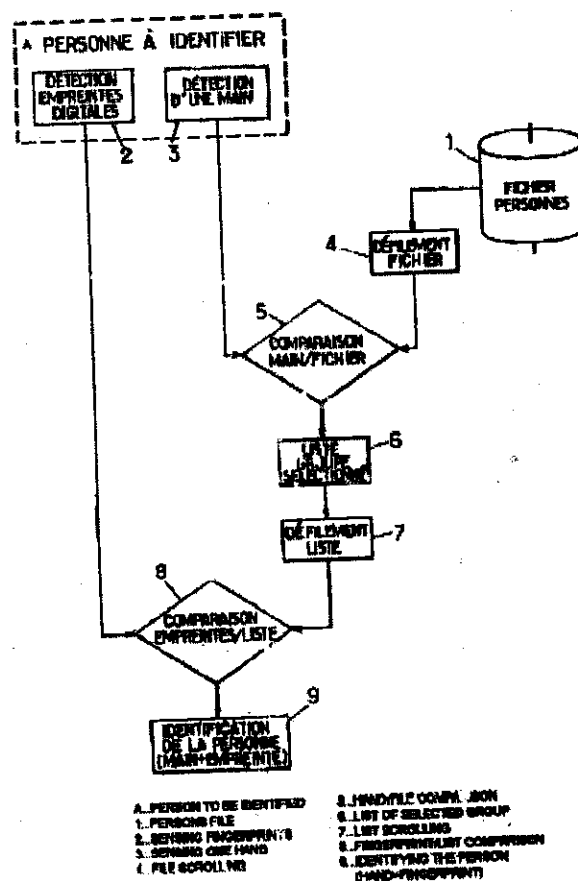 A PERSONNE À IDENTIFIER
DÉTECTION
EMPREINTES
DIGITALES
DÉTECTION
D'UNE MAIN
2
3
1
FICHIER
PERSONNES
4
DÉFILEMENT
FICHIER
5
COMPARAISON
MAIN/FICHIER
LISTE
6
DÉFILEMENT
LISTE
7
8
COMPARAISON
EMPREINTES/LISTE
9
IDENTIFICATION
DE LA PERSONNE
(MAIN+EMPREINTE)
A...PERSON TO BE IDENTIFIED
1...PERSONS FILE
2...SENSING FINGERPRINTS
3...SENSING ONE HAND
4...FILE SCROLLING
5...HAND/FILE
6...LIST OF SELECTED GROUP
7...LIST SCROLLING
8...FINGERPRINT/LIST COMPARISON
9...IDENTIFYING THE PERSON
(HAND+FINGERPRINT)